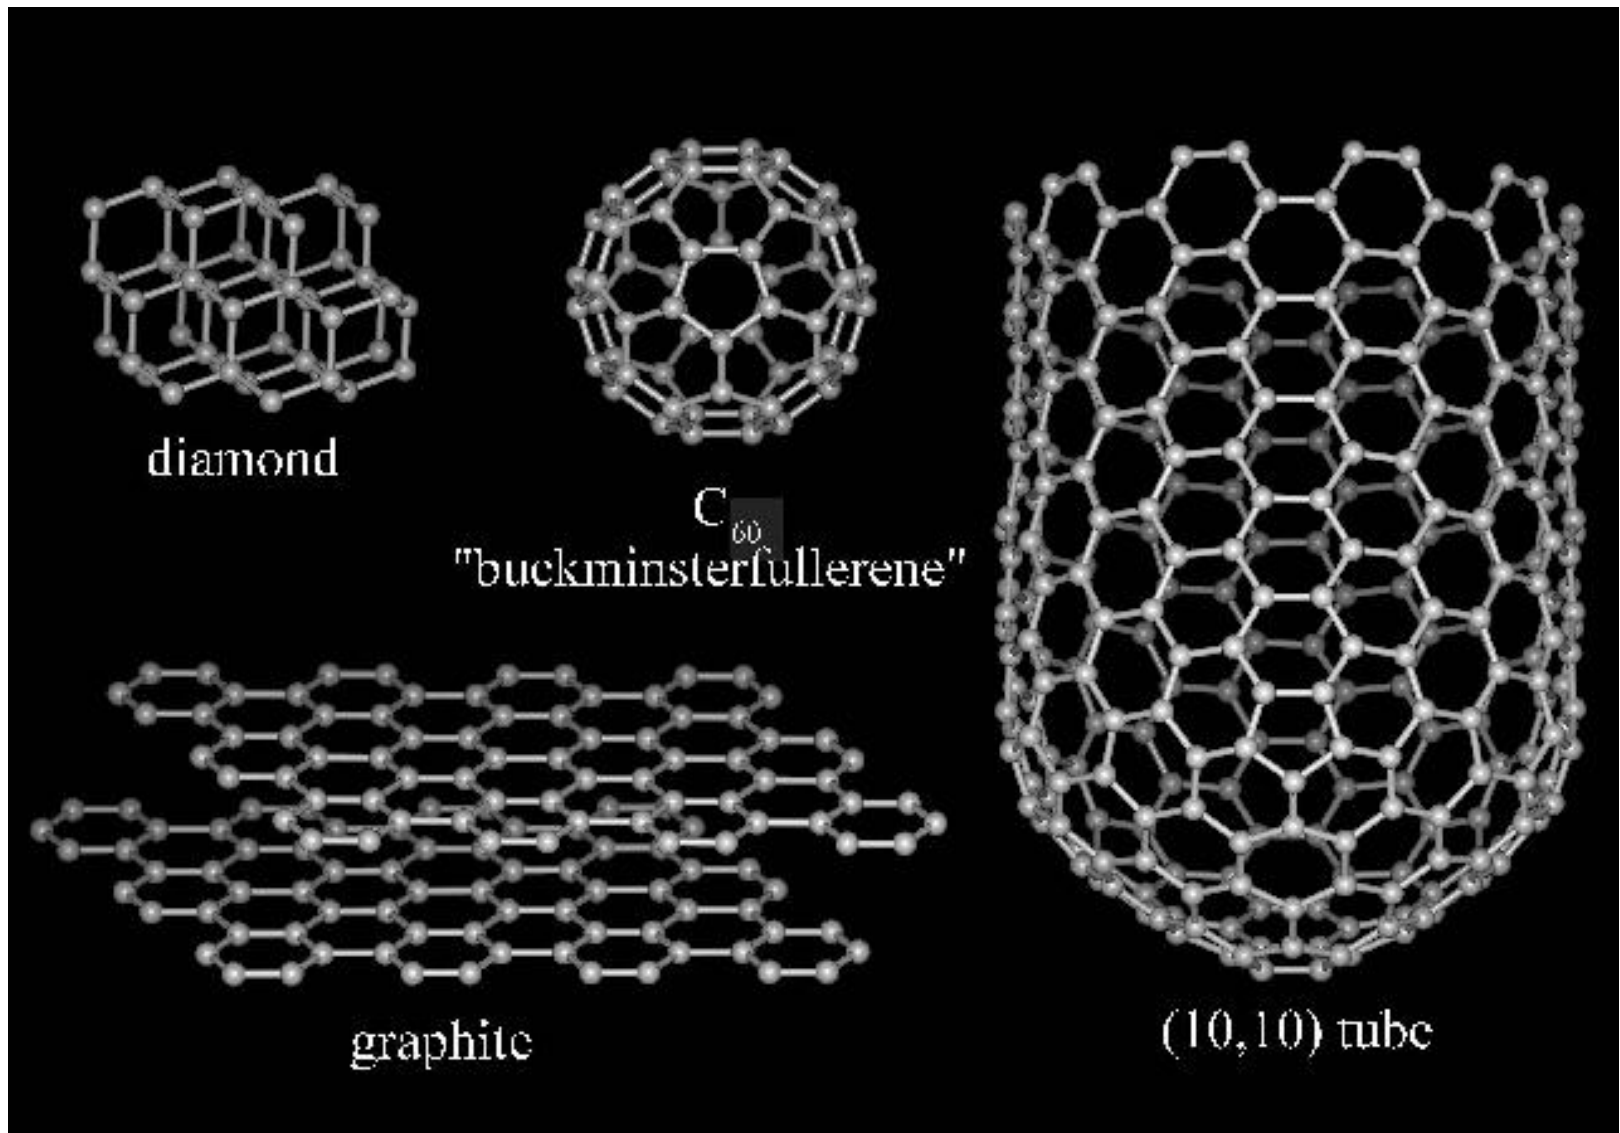 diamond
C60
"buckminsterfullerene"
graphite
(10,10) tube